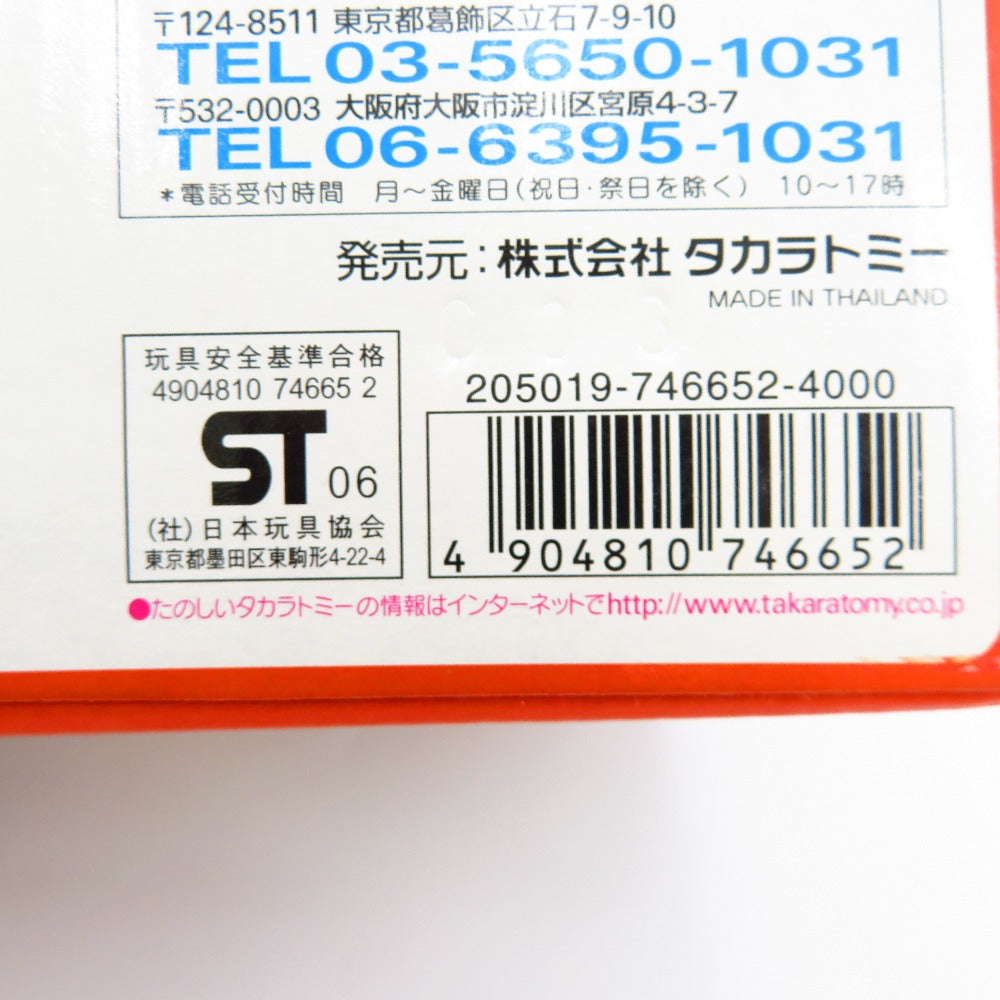 〒124-8511 東京都葛飾区立石7-9-10
TEL 03-5650-1031
〒532-0003 大阪府大阪市淀川区宮原4-3-7
TEL 06-6395-1031
*電話受付時間 月〜金曜日(祝日・祭日を除く) 10〜17時
発売元:株式会社 タカラトミー
MADE IN THAILAND
玩具安全基準合格
4904810 74665 2
ST 06
(社)日本玩具協会
東京都墨田区東駒形4-22-4
205019-746652-4000
4 904810 746652
●たのしいタカラトミーの情報はインターネットでhttp://www.takaratomy.co.jp